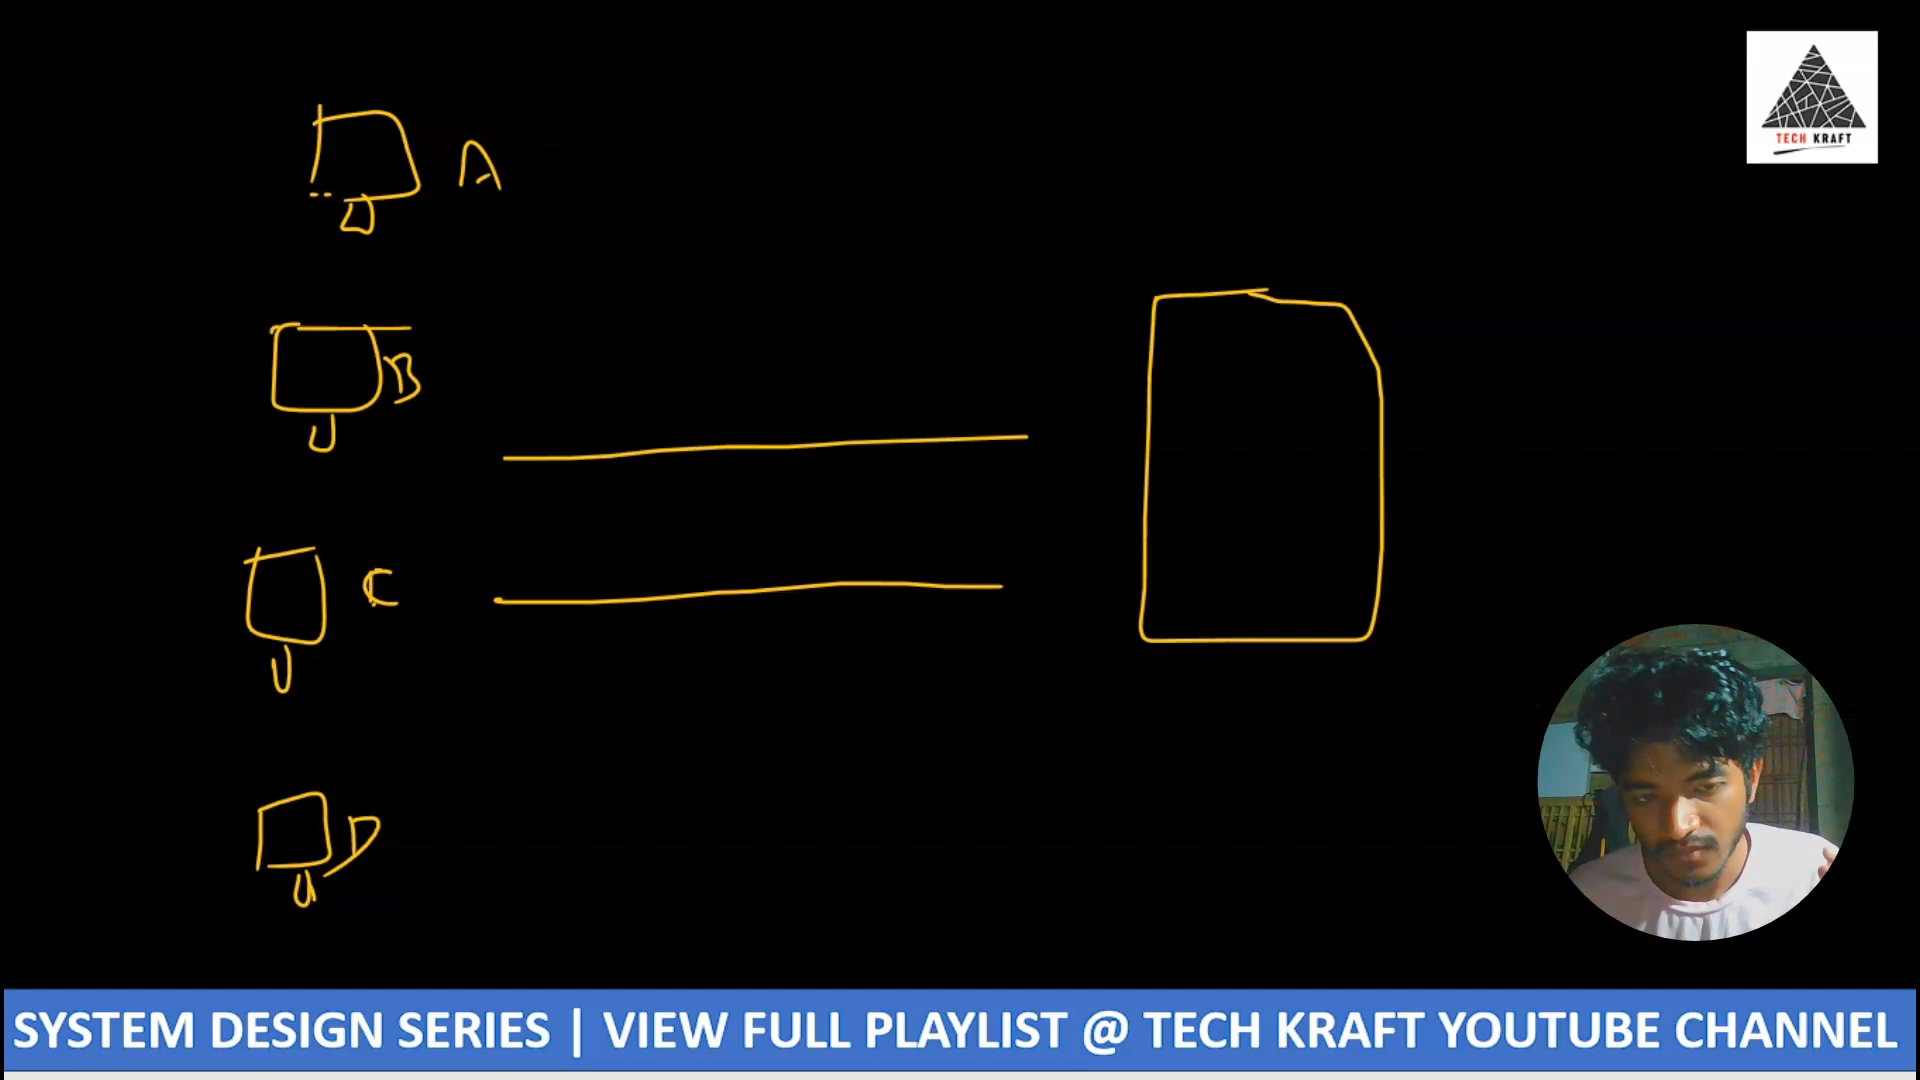 TECH KRAFT
A
B
C
D
SYSTEM DESIGN SERIES | VIEW FULL PLAYLIST @ TECH KRAFT YOUTUBE CHANNEL